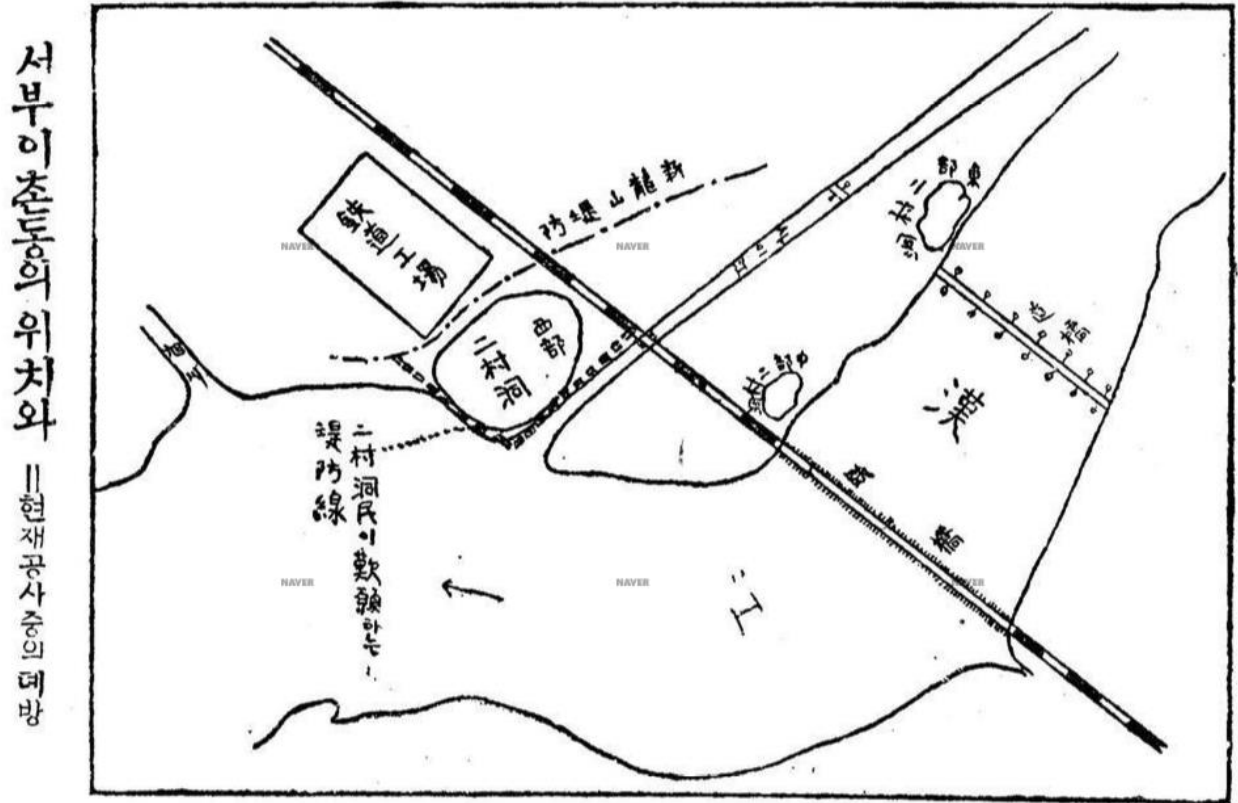 서부이촌동의위치와
=현재공사중의뎨방
新龍山堤防
鉄道工場
西部
二村洞
東部二村洞
中部二村洞
人道橋
漢
江
鉄橋
二村洞民이歎願하는
堤防線
NAVER
NAVER
NAVER
NAVER
NAVER
NAVER